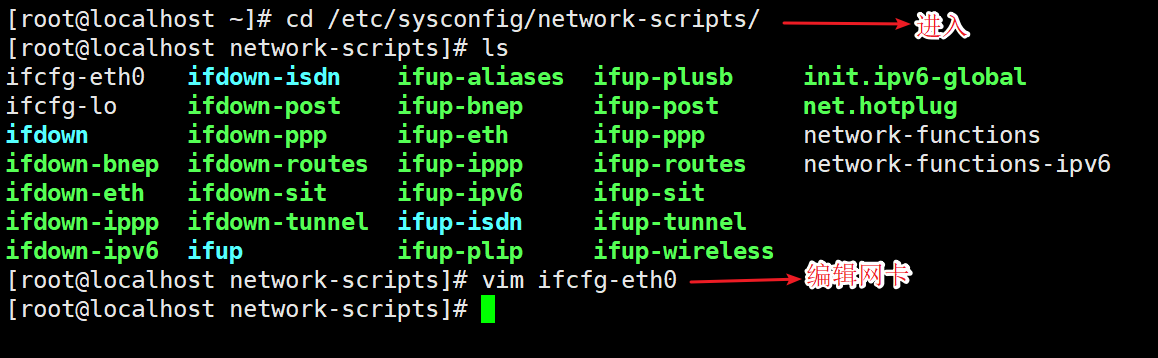 [root@localhost ~]# cd /etc/sysconfig/network-scripts/ 进入
[root@localhost network-scripts]# ls
ifcfg-eth0 ifdown-isdn ifup-aliases ifup-plusb init.ipv6-global
ifcfg-lo ifdown-post ifup-bnep ifup-post net.hotplug
ifdown ifdown-ppp ifup-eth ifup-ppp network-functions
ifdown-bnep ifdown-routes ifup-ippp ifup-routes network-functions-ipv6
ifdown-eth ifdown-sit ifup-ipv6 ifup-sit
ifdown-ippp ifdown-tunnel ifup-isdn ifup-tunnel
ifdown-ipv6 ifup ifup-plip ifup-wireless
[root@localhost network-scripts]# vim ifcfg-eth0 编辑网卡
[root@localhost network-scripts]#